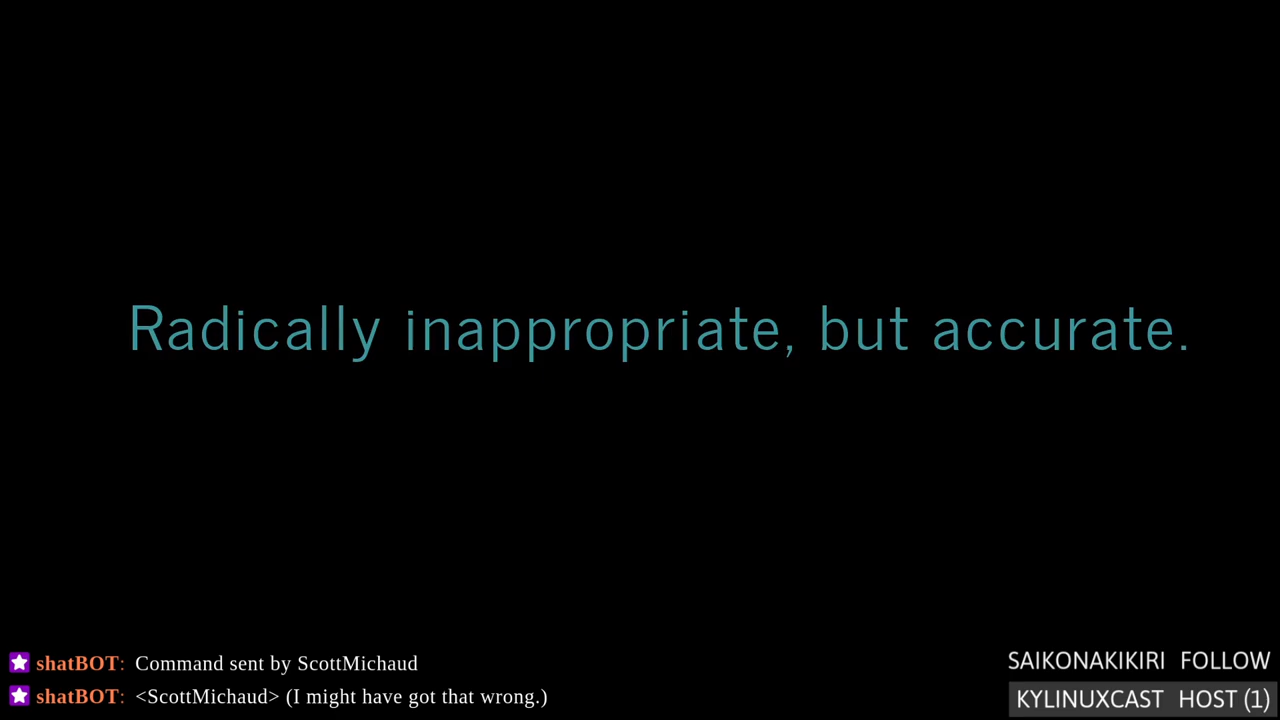 Radically inappropriate, but accurate.
shatBOT: Command sent by ScottMichaud
shatBOT: <ScottMichaud> (I might have got that wrong.)
SAIKONAKIKIRI FOLLOW
KYLINUXCAST HOST (1)